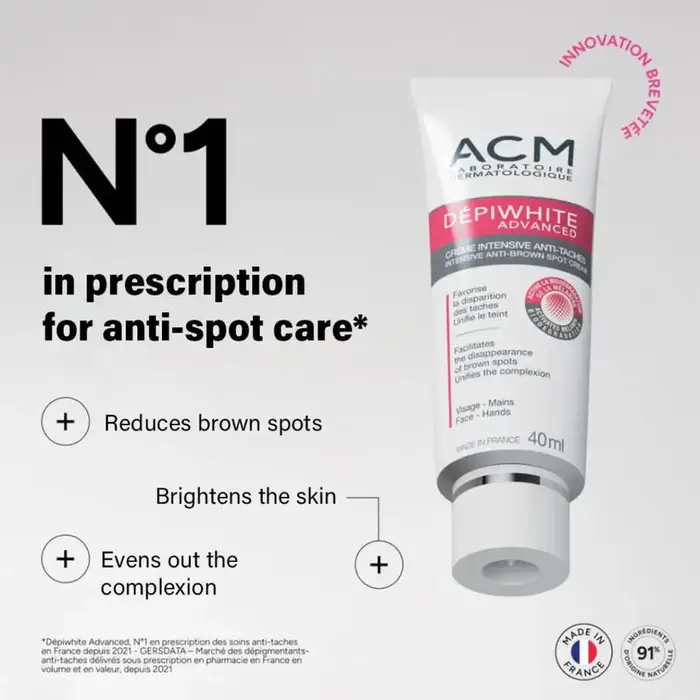 INNOVATION BREVETÉE
N°1
in prescription
for anti-spot care*
Reduces brown spots
Brightens the skin
Evens out the
complexion
ACM
LABORATOIRE
DERMATOLOGIQUE
DÉPIWHITE
ADVANCED
CRÈME INTENSIVE ANTI-TACHES
INTENSIVE ANTI-BROWN SPOT CREAM
Favorise
la disparition
des taches
Unifie le teint
Facilitates
the disappearance
of brown spots
Unifies the complexion
Visage - Mains
Face - Hands
MADE IN FRANCE 40ml
*Dépiwhite Advanced, N°1 en prescription des soins anti-taches
en France depuis 2021 - GERSDATA – Marché des dépigmentants-
anti-taches délivrés sous prescription en pharmacie en France en
volume et en valeur, depuis 2021
MADE IN
FRANCE
INGRÉDIENTS
91%
D'ORIGINE NATURELLE